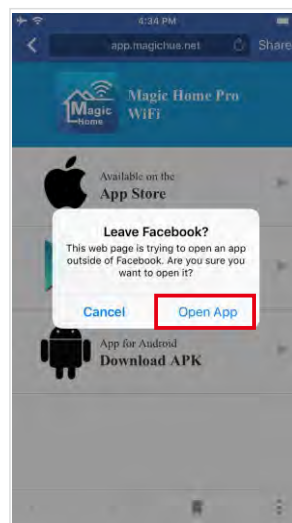 4:34 PM
app.magichue.net
Share
Magic Home Pro
WiFi
Magic
Home
Available on the
App Store
Leave Facebook?
This web page is trying to open an app
outside of Facebook. Are you sure you
want to open it?
Cancel
Open App
App for Android
Download APK